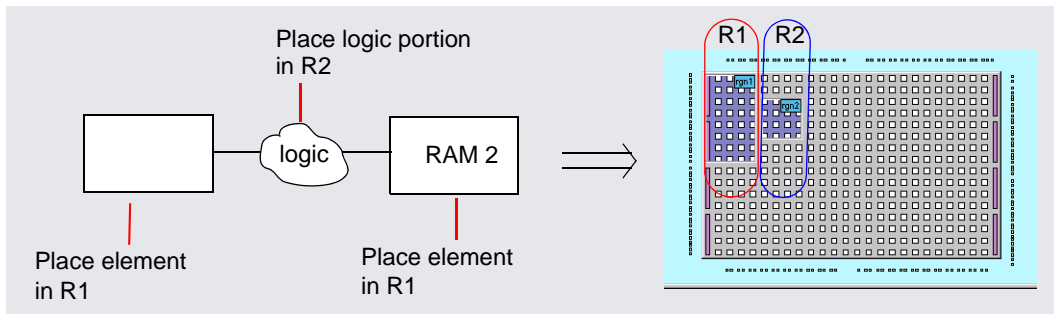 Place logic portion
in R2
logic
RAM 2
Place element
in R1
Place element
in R1
R1
R2
rgn1
rgn2